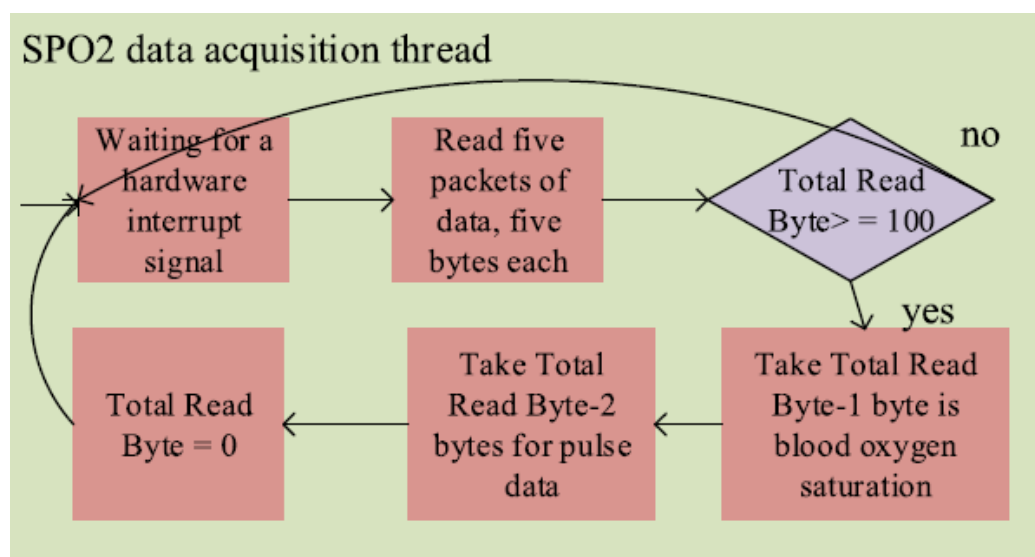 SPO2 data acquisition thread
Waiting for a
hardware
interrupt
signal
Read five
packets of
data, five
bytes each
Total Read
Byte> = 100
no
yes
Take Total Read
Byte-1 byte is
blood oxygen
saturation
Take Total
Read Byte-2
bytes for pulse
data
Total Read
Byte = 0